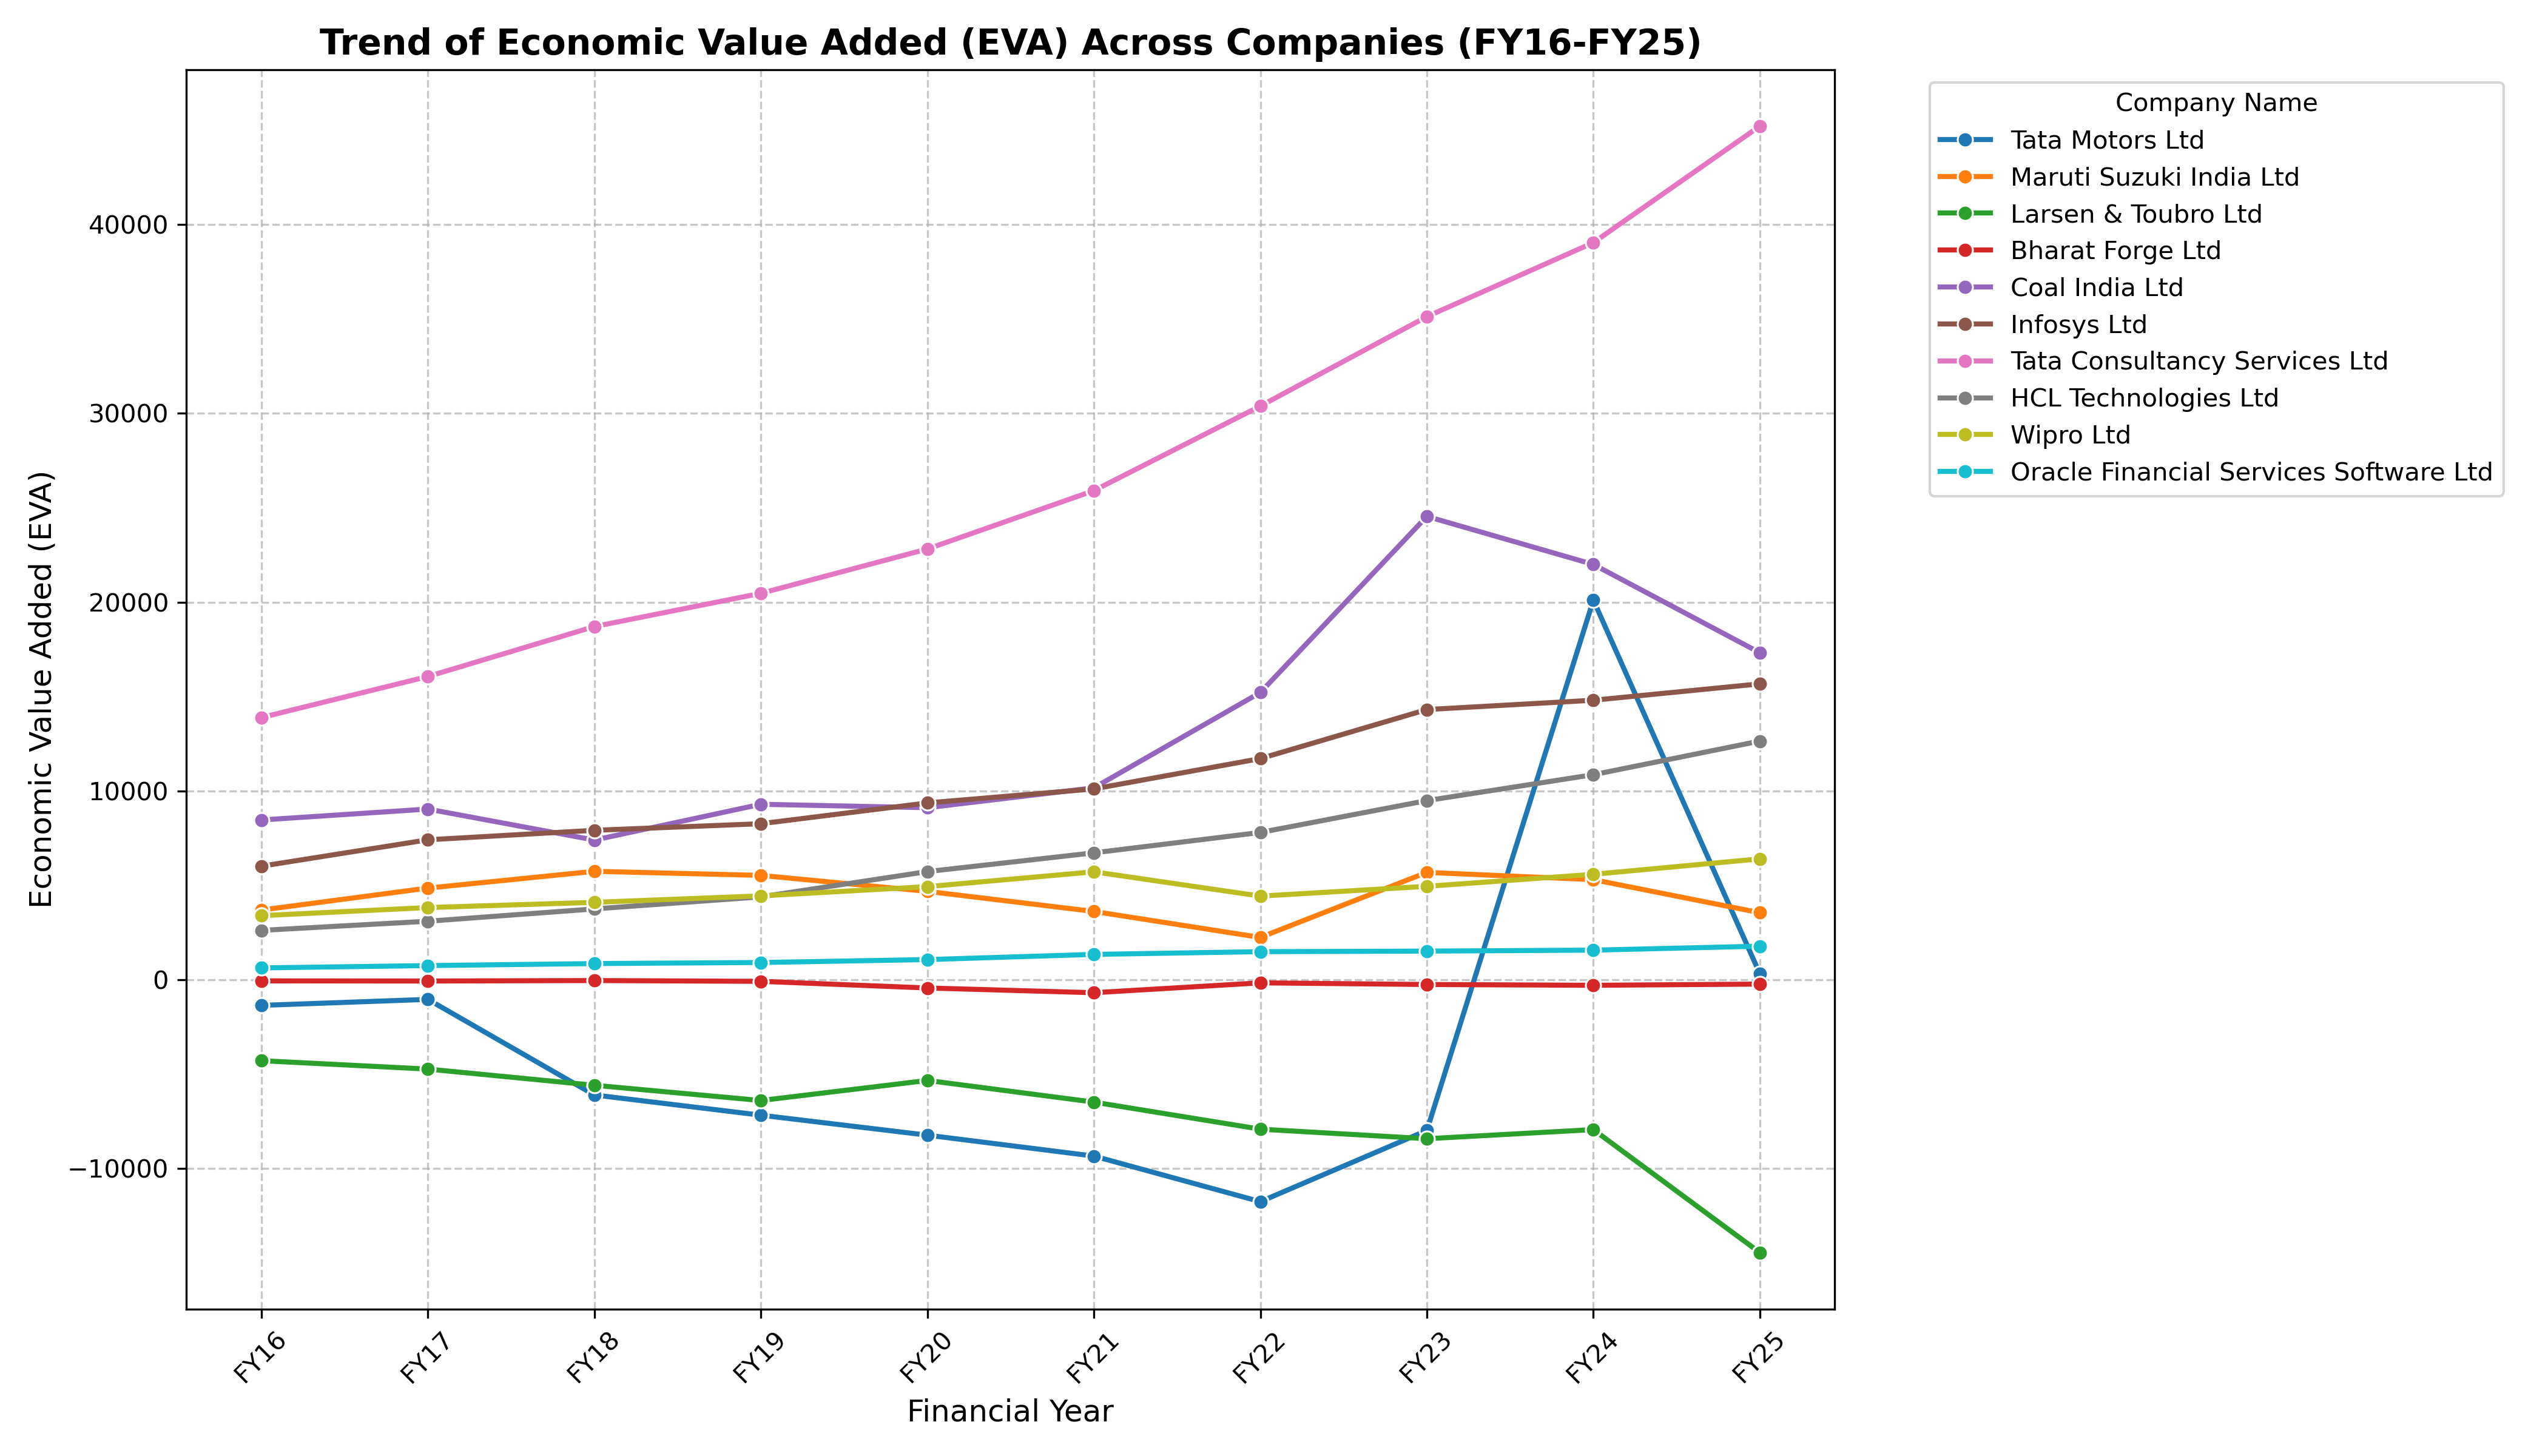 Trend of Economic Value Added (EVA) Across Companies (FY16-FY25)
Economic Value Added (EVA)
40000
30000
20000
10000
0
−10000
FY16
FY17
FY18
FY19
FY20
FY21
FY22
FY23
FY24
FY25
Financial Year
Company Name
Tata Motors Ltd
Maruti Suzuki India Ltd
Larsen & Toubro Ltd
Bharat Forge Ltd
Coal India Ltd
Infosys Ltd
Tata Consultancy Services Ltd
HCL Technologies Ltd
Wipro Ltd
Oracle Financial Services Software Ltd